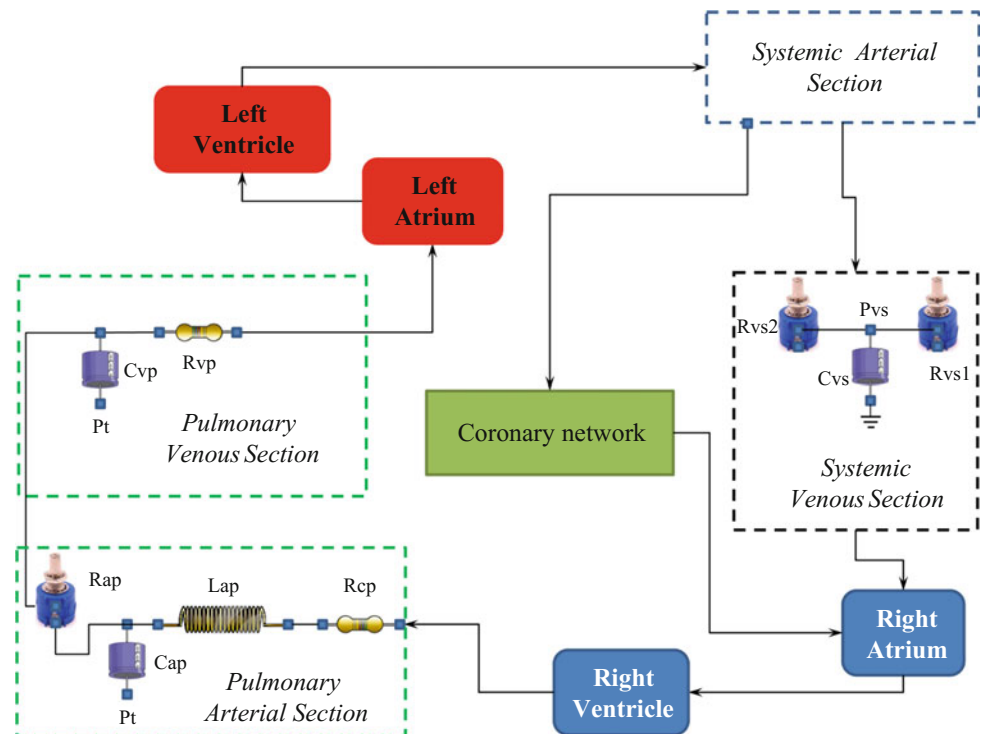 Systemic Arterial
Section
Left
Ventricle
Left
Atrium
Rvp
Cvp
Pt
Pulmonary
Venous Section
Pvs
Rvs2
Rvs1
Cvs
Systemic
Venous Section
Coronary network
Rap
Lap
Rcp
Cap
Pt
Pulmonary
Arterial Section
Right
Ventricle
Right
Atrium